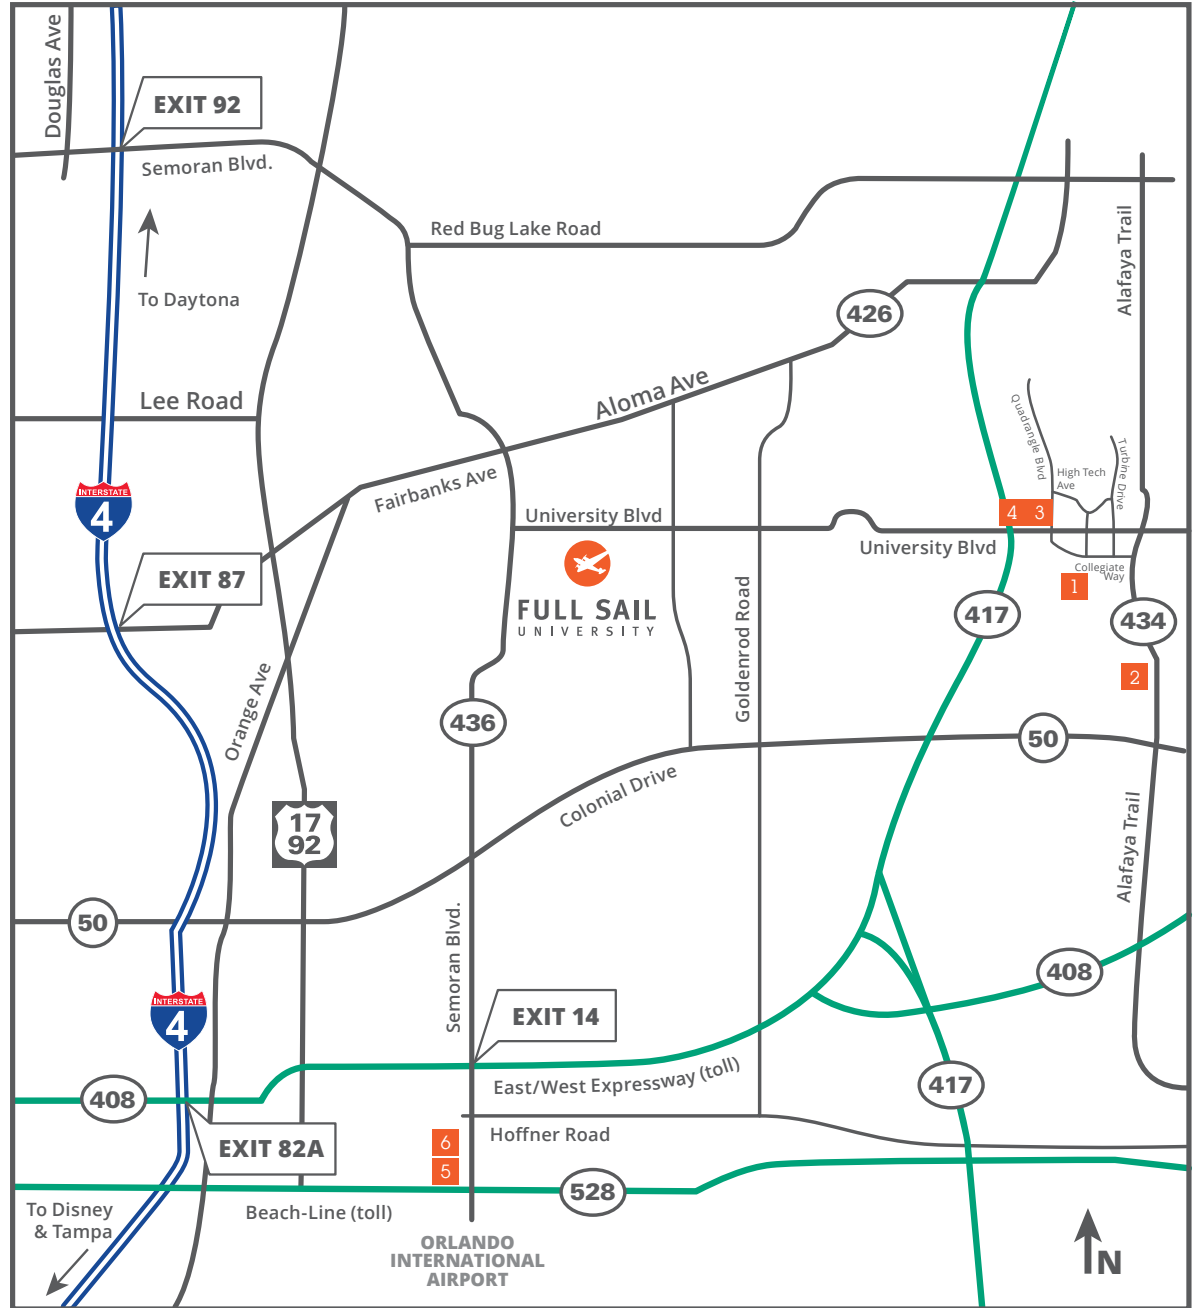 Douglas Ave
EXIT 92
Semoran Blvd.
To Daytona
Red Bug Lake Road
Alafaya Trail
426
Lee Road
Aloma Ave
Fairbanks Ave
Quadrangle Blvd
High Tech
Ave
Turbine Drive
INTERSTATE
4
University Blvd
4 3
University Blvd
Collegiate
Way
1
EXIT 87
FULL SAIL
UNIVERSITY
417
434
Goldenrod Road
2
Orange Ave
436
50
Colonial Drive
17
92
Alafaya Trail
50
Semoran Blvd.
408
INTERSTATE
4
EXIT 14
East/West Expressway (toll)
417
408
EXIT 82A
6
Hoffner Road
5
528
To Disney
& Tampa
Beach-Line (toll)
ORLANDO
INTERNATIONAL
AIRPORT
N